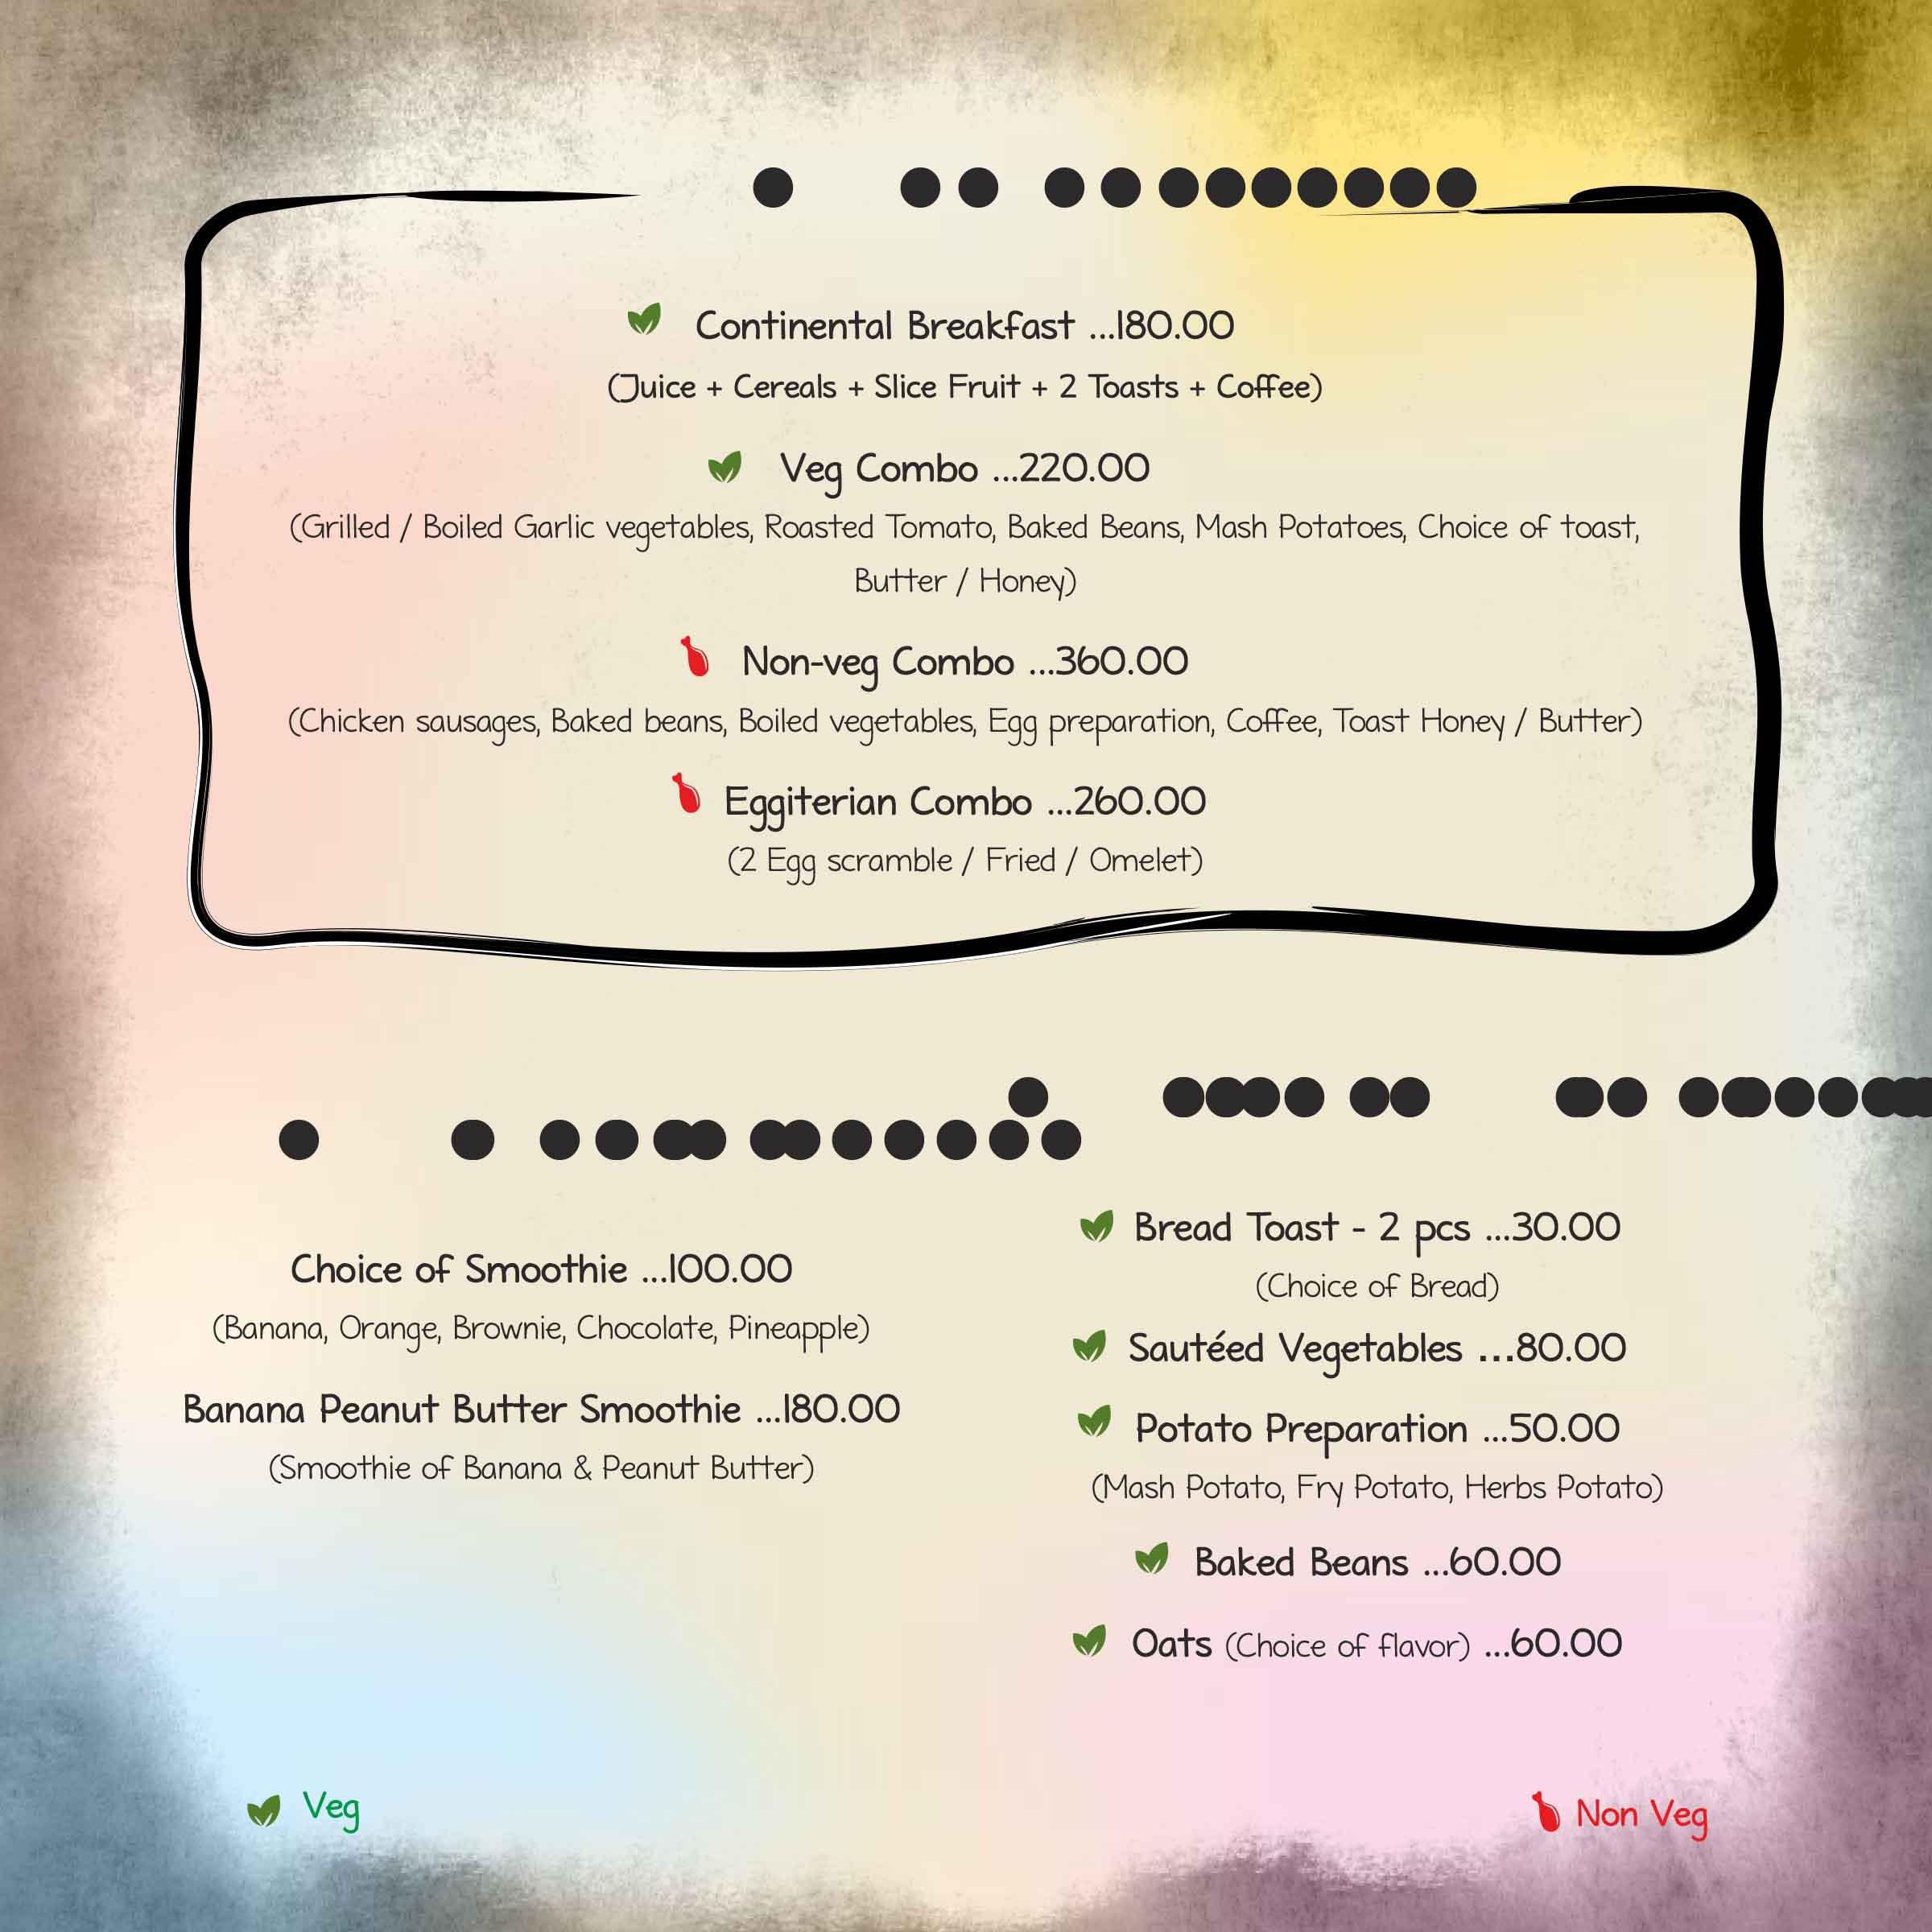 Continental Breakfast ...180.00
(Juice + Cereals + Slice Fruit + 2 Toasts + Coffee)
Veg Combo ...220.00
(Grilled / Boiled Garlic vegetables, Roasted Tomato, Baked Beans, Mash Potatoes, Choice of toast,
Butter / Honey)
Non-veg Combo ...360.00
(Chicken sausages, Baked beans, Boiled vegetables, Egg preparation, Coffee, Toast Honey / Butter)
Eggiterian Combo ...260.00
(2 Egg scramble / Fried / Omelet)
Choice of Smoothie ...100.00
(Banana, Orange, Brownie, Chocolate, Pineapple)
Banana Peanut Butter Smoothie ...180.00
(Smoothie of Banana & Peanut Butter)
Bread Toast - 2 pcs ...30.00
(Choice of Bread)
Sautéed Vegetables ...80.00
Potato Preparation ...50.00
(Mash Potato, Fry Potato, Herbs Potato)
Baked Beans ...60.00
Oats (Choice of flavor) ...60.00
Veg
Non Veg